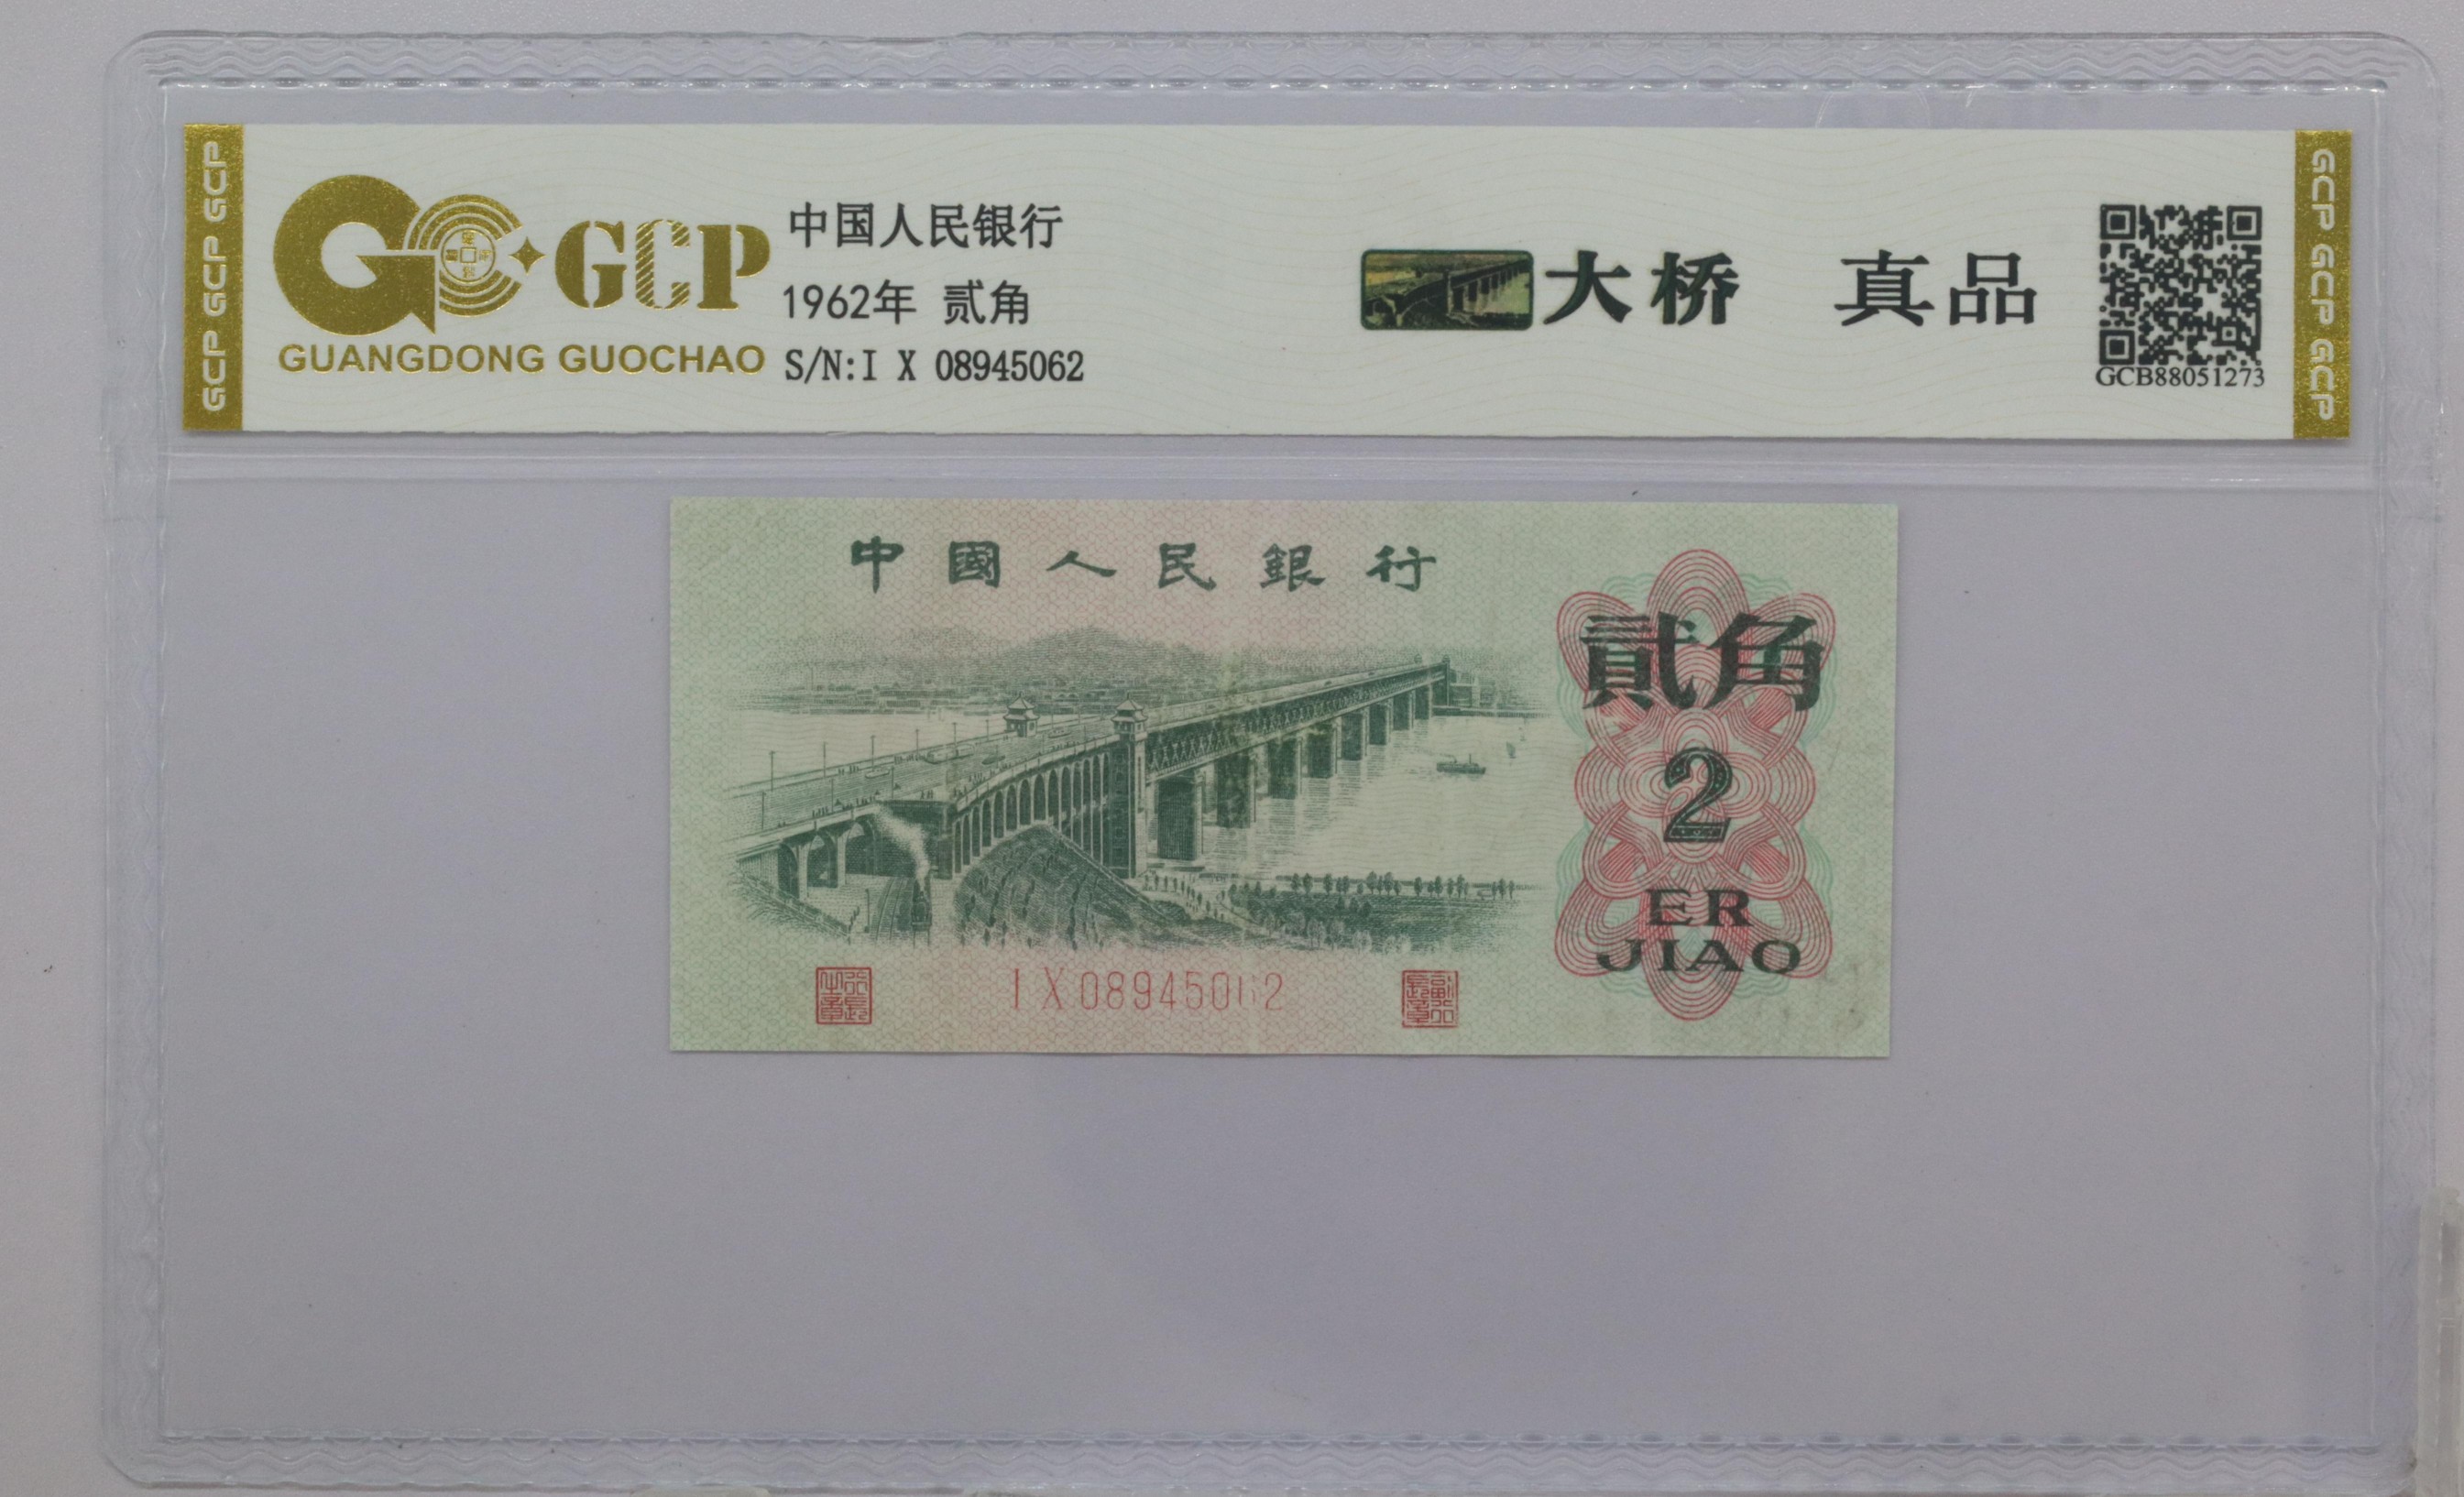 GCP GCP GCP
GCP
GUANGDONG GUOCHAO
中国人民银行
1962年 贰角
S/N:I X 08945062
大桥 真品
GCB88051273
GCP GCP GCP
中國人民銀行
貳角
2
ER
JIAO
I X 08945062